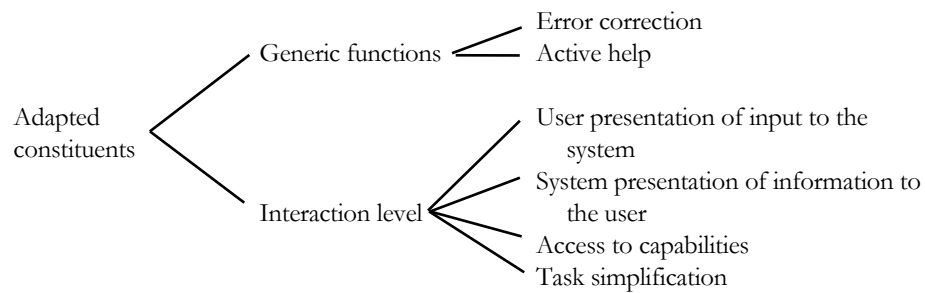 Error correction
Generic functions
Active help
Adapted
constituents
User presentation of input to the
system
System presentation of information to
the user
Interaction level
Access to capabilities
Task simplification